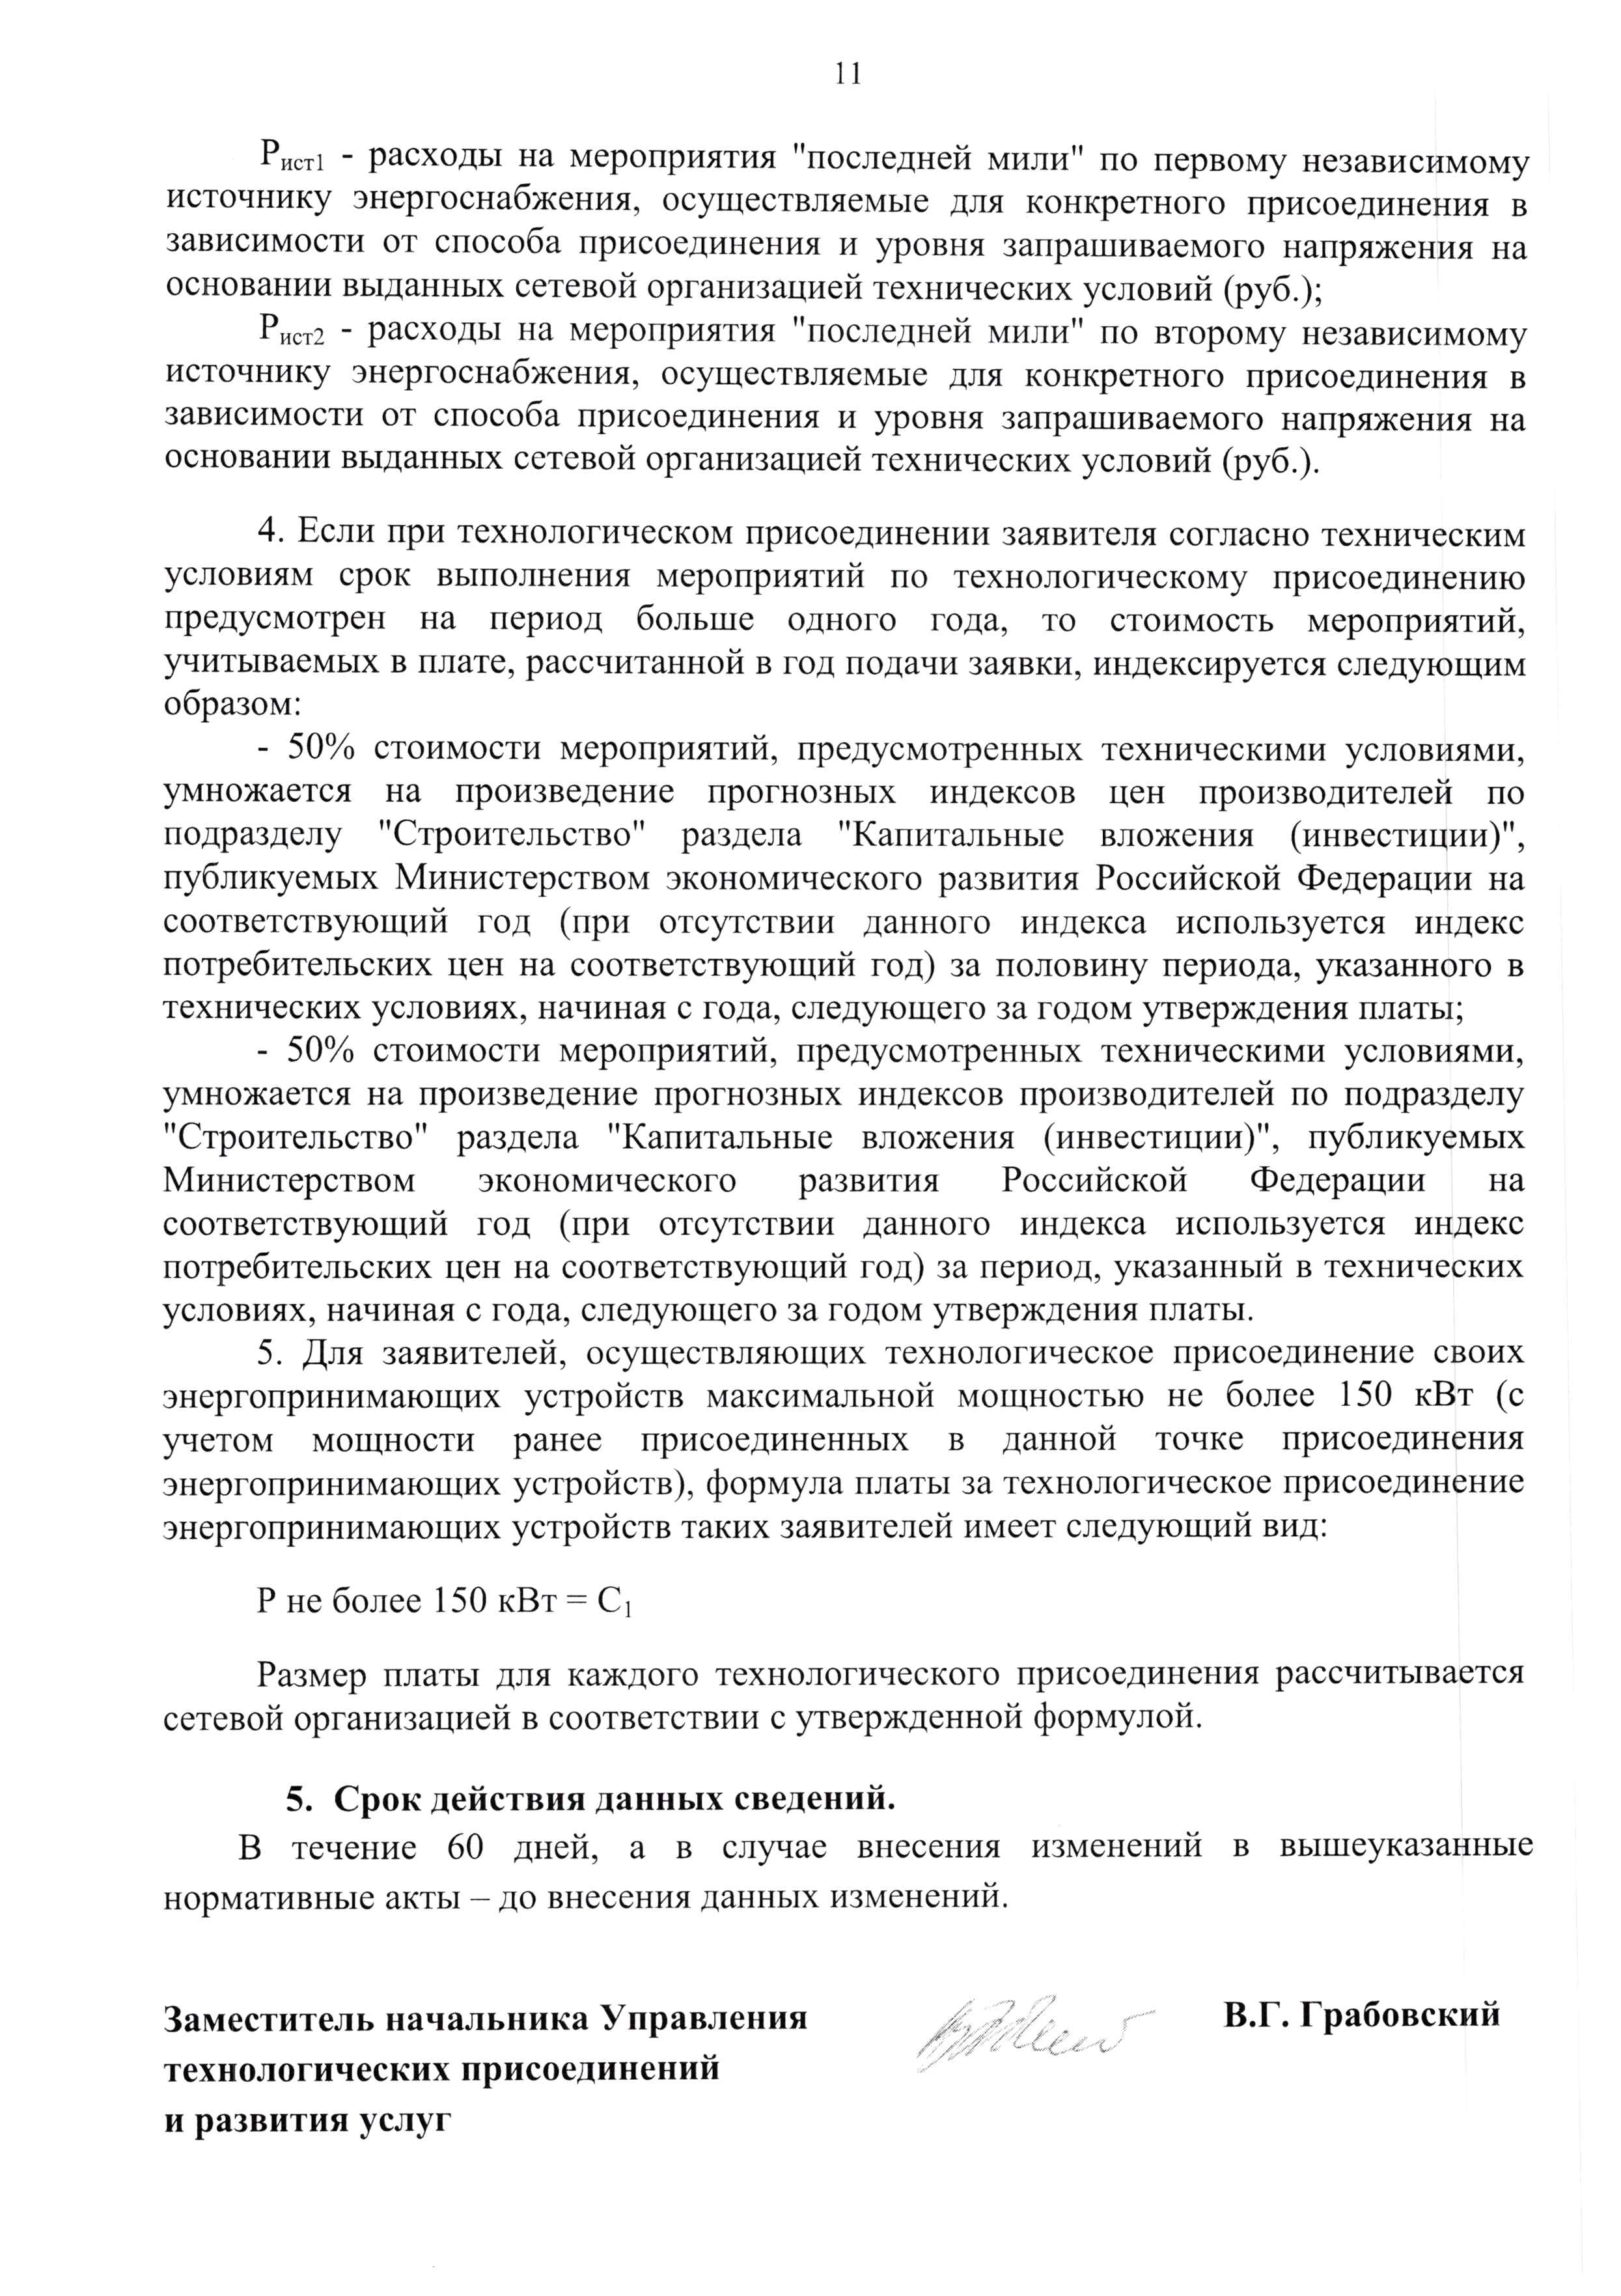 11
Рист1 - расходы на мероприятия "последней мили" по первому независимому
источнику энергоснабжения, осуществляемые для конкретного присоединения в
зависимости от способа присоединения и уровня запрашиваемого напряжения на
основании выданных сетевой организацией технических условий (руб.);
Рист2 - расходы на мероприятия "последней мили" по второму независимому
источнику энергоснабжения, осуществляемые для конкретного присоединения в
зависимости от способа присоединения и уровня запрашиваемого напряжения на
основании выданных сетевой организацией технических условий (руб.).
4. Если при технологическом присоединении заявителя согласно техническим
условиям срок выполнения мероприятий по технологическому присоединению
предусмотрен на период больше одного года, то стоимость мероприятий,
учитываемых в плате, рассчитанной в год подачи заявки, индексируется следующим
образом:
- 50% стоимости мероприятий, предусмотренных техническими условиями,
умножается на произведение прогнозных индексов цен производителей по
подразделу "Строительство" раздела "Капитальные вложения (инвестиции)",
публикуемых Министерством экономического развития Российской Федерации на
соответствующий год (при отсутствии данного индекса используется индекс
потребительских цен на соответствующий год) за половину периода, указанного в
технических условиях, начиная с года, следующего за годом утверждения платы;
- 50% стоимости мероприятий, предусмотренных техническими условиями,
умножается на произведение прогнозных индексов производителей по подразделу
"Строительство" раздела "Капитальные вложения (инвестиции)", публикуемых
Министерством экономического развития Российской Федерации на
соответствующий год (при отсутствии данного индекса используется индекс
потребительских цен на соответствующий год) за период, указанный в технических
условиях, начиная с года, следующего за годом утверждения платы.
5. Для заявителей, осуществляющих технологическое присоединение своих
энергопринимающих устройств максимальной мощностью не более 150 кВт (с
учетом мощности ранее присоединенных в данной точке присоединения
энергопринимающих устройств), формула платы за технологическое присоединение
энергопринимающих устройств таких заявителей имеет следующий вид:
Р не более 150 кВт = С1
Размер платы для каждого технологического присоединения рассчитывается
сетевой организацией в соответствии с утвержденной формулой.
5. Срок действия данных сведений.
В течение 60 дней, а в случае внесения изменений в вышеуказанные
нормативные акты – до внесения данных изменений.
Заместитель начальника Управления В.Г. Грабовский
технологических присоединений
и развития услуг